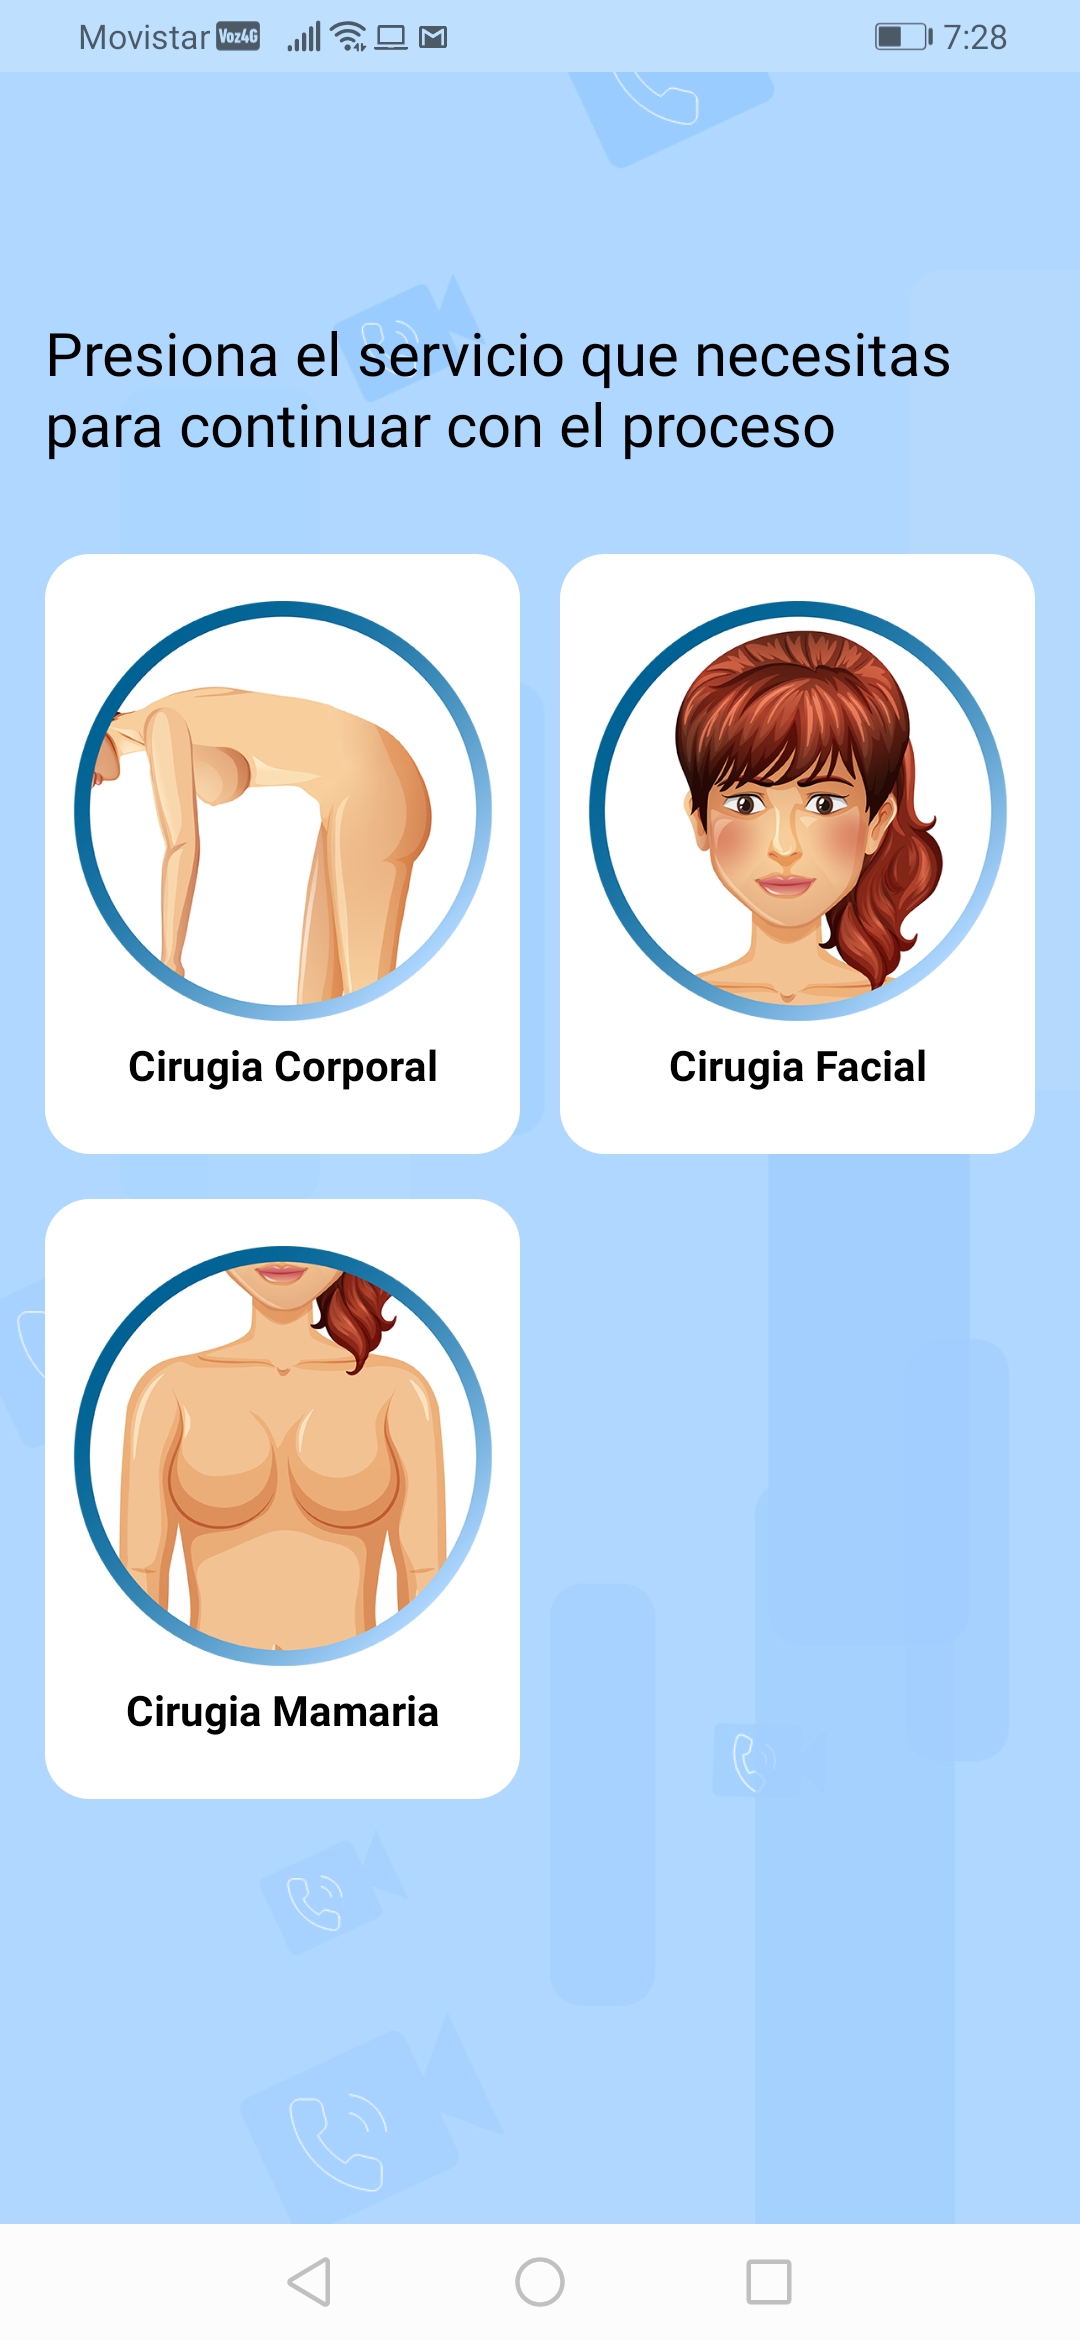 Movistar Voz4G 7:28
Presiona el servicio que necesitas
para continuar con el proceso
Cirugia Corporal
Cirugia Facial
Cirugia Mamaria